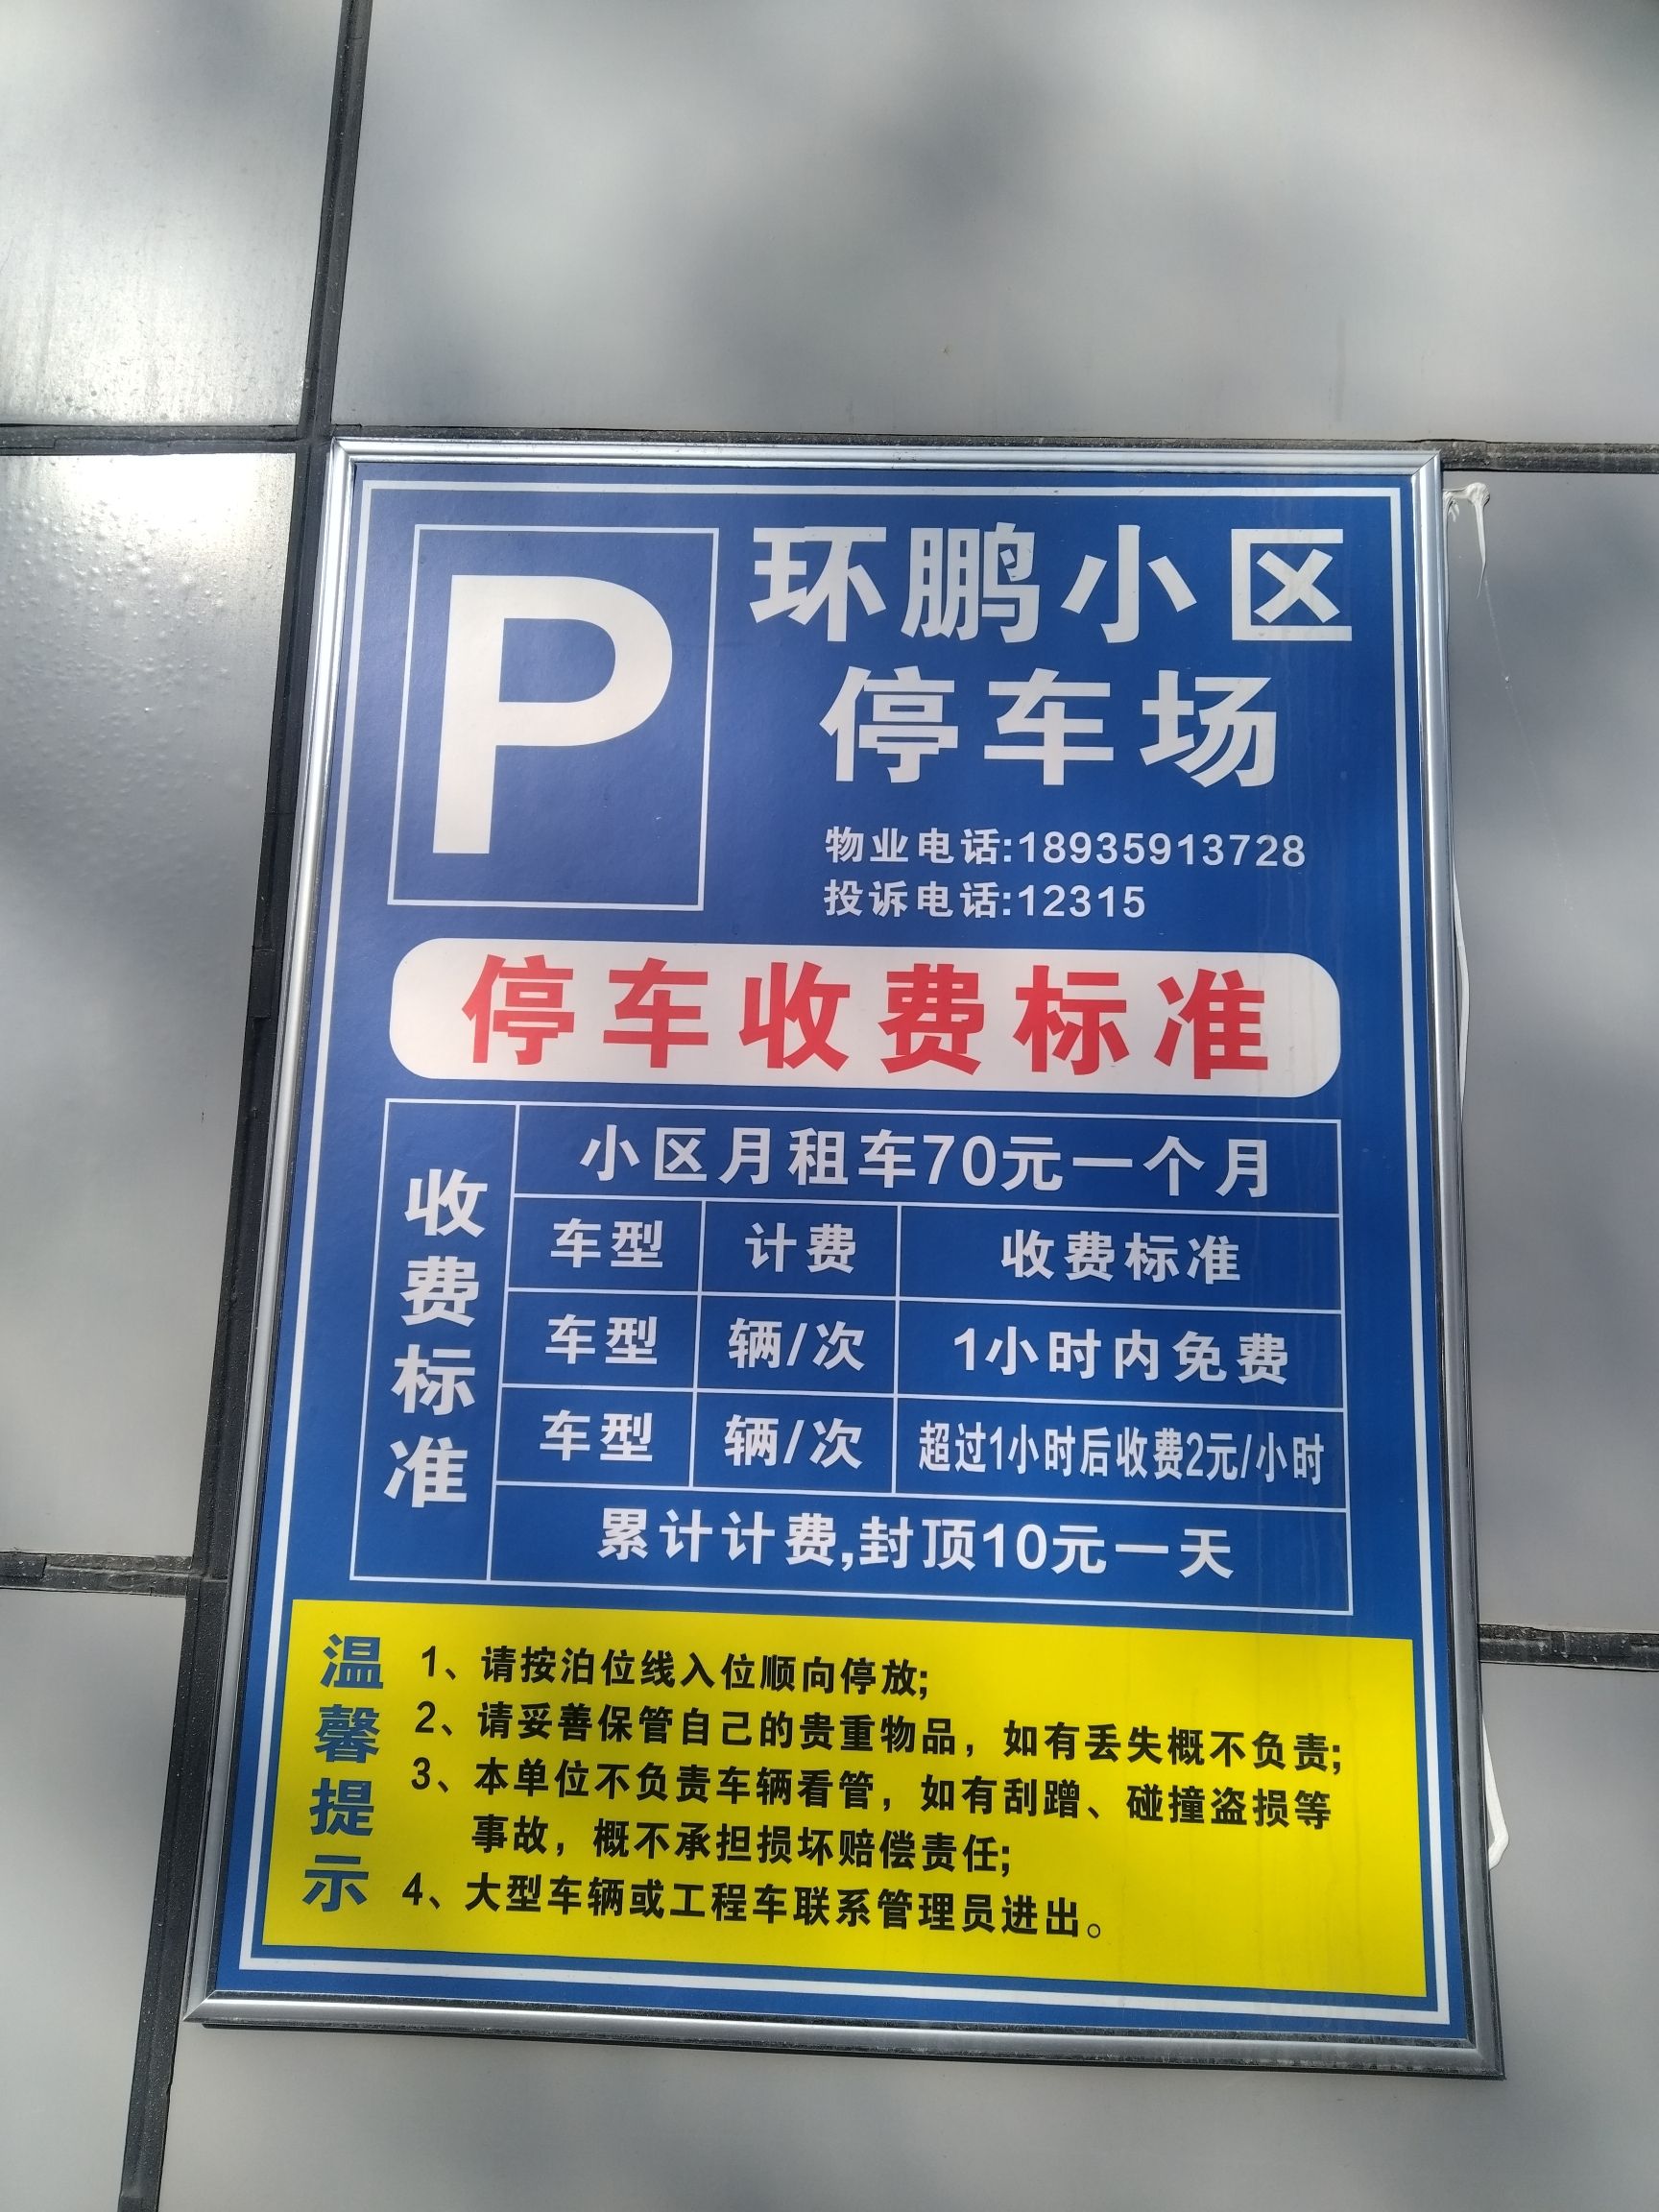 P
环鹏小区
停车场
物业电话:18935913728
投诉电话:12315
停车收费标准
收费标准
小区月租车70元一个月
车型 计费 收费标准
车型 辆/次 1小时内免费
车型 辆/次 超过1小时后收费2元/小时
累计计费,封顶10元一天
温馨提示
1、请按泊位线入位顺向停放;
2、请妥善保管自己的贵重物品，如有丢失概不负责;
3、本单位不负责车辆看管，如有刮蹭、碰撞盗损等
事故，概不承担损坏赔偿责任;
4、大型车辆或工程车联系管理员进出。